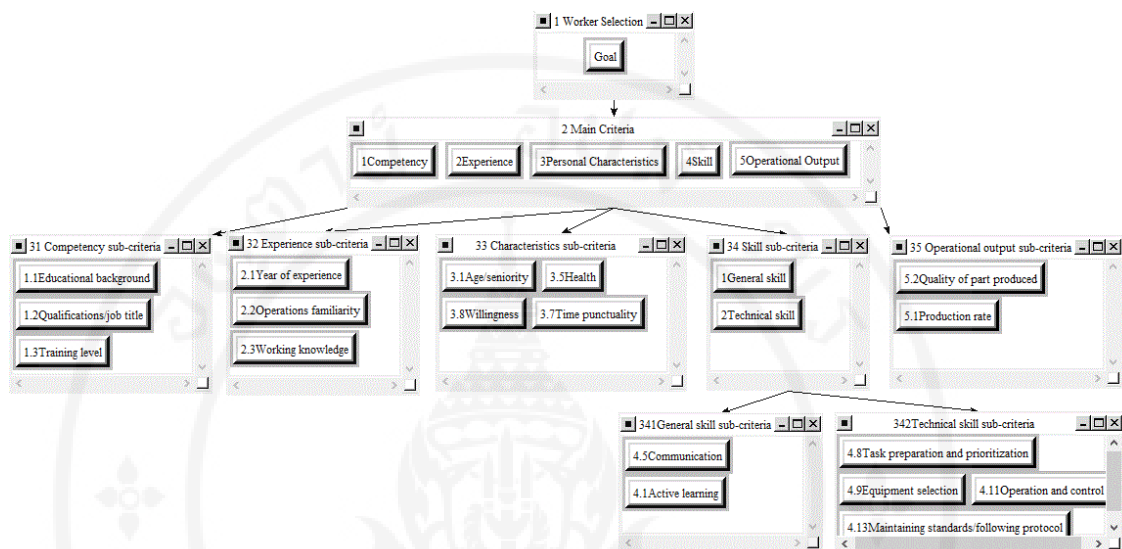 1 Worker Selection
Goal
2 Main Criteria
1Competency
2Experience
3Personal Characteristics
4Skill
5Operational Output
31 Competency sub-criteria
1.1Educational background
1.2Qualifications/job title
1.3Training level
32 Experience sub-criteria
2.1Year of experience
2.2Operations familiarity
2.3Working knowledge
33 Characteristics sub-criteria
3.1Age/seniority
3.5Health
3.8Willingness
3.7Time punctuality
34 Skill sub-criteria
1General skill
2Technical skill
35 Operational output sub-criteria
5.2Quality of part produced
5.1Production rate
341General skill sub-criteria
4.5Communication
4.1Active learning
342Technical skill sub-criteria
4.8Task preparation and prioritization
4.9Equipment selection
4.11Operation and control
4.13Maintaining standards/following protocol